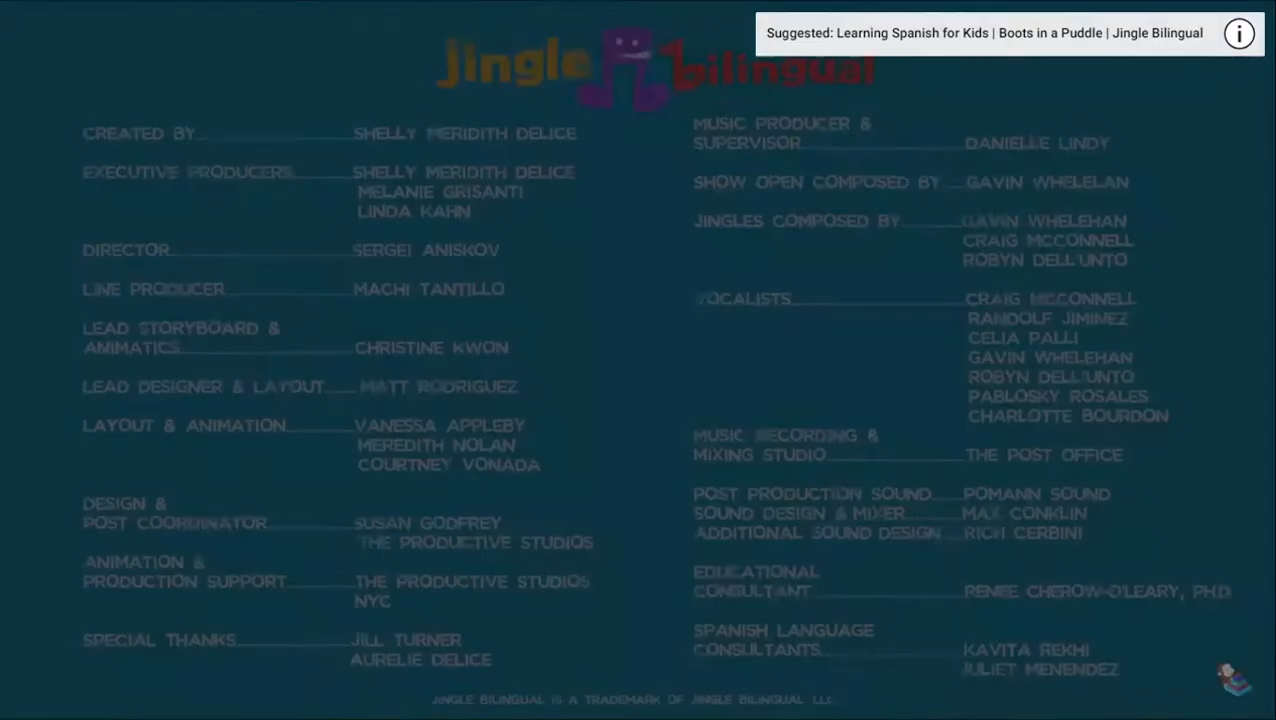 Suggested: Learning Spanish for Kids | Boots in a Puddle | Jingle Bilingual
jingle bilingual
CREATED BY SHELLY MERIDITH DELICE
EXECUTIVE PRODUCERS SHELLY MERIDITH DELICE
MELANIE GRISANTI
LINDA KAHN
DIRECTOR SERGEI ANISKOV
LINE PRODUCER MACHI TANTILLO
LEAD STORYBOARD &
ANIMATICS CHRISTINE KWON
LEAD DESIGNER & LAYOUT MATT RODRIGUEZ
LAYOUT & ANIMATION VANESSA APPLEBY
MEREDITH NOLAN
COURTNEY VONADA
DESIGN &
POST COORDINATOR SUSAN GODFREY
THE PRODUCTIVE STUDIOS
ANIMATION &
PRODUCTION SUPPORT THE PRODUCTIVE STUDIOS
NYC
SPECIAL THANKS JILL TURNER
AURELIE DELICE
MUSIC PRODUCER &
SUPERVISOR DANIELLE LINDY
SHOW OPEN COMPOSED BY GAVIN WHELELAN
JINGLES COMPOSED BY GAVIN WHELEHAN
CRAIG MCCONNELL
ROBYN DELL'UNTO
VOCALISTS CRAIG MCCONNELL
RANDOLF JIMINEZ
CELIA PALLI
GAVIN WHELEHAN
ROBYN DELL'UNTO
PABLOSKY ROSALES
CHARLOTTE BOURDON
MUSIC RECORDING &
MIXING STUDIO THE POST OFFICE
POST PRODUCTION SOUND POMANN SOUND
SOUND DESIGN & MIXER MAX CONKLIN
ADDITIONAL SOUND DESIGN RICH CERBINI
EDUCATIONAL
CONSULTANT RENEE CHEROW-O'LEARY, PH.D
SPANISH LANGUAGE
CONSULTANTS KAVITA REKHI
JULIET MENENDEZ
JINGLE BILINGUAL IS A TRADEMARK OF JINGLE BILINGUAL LLC